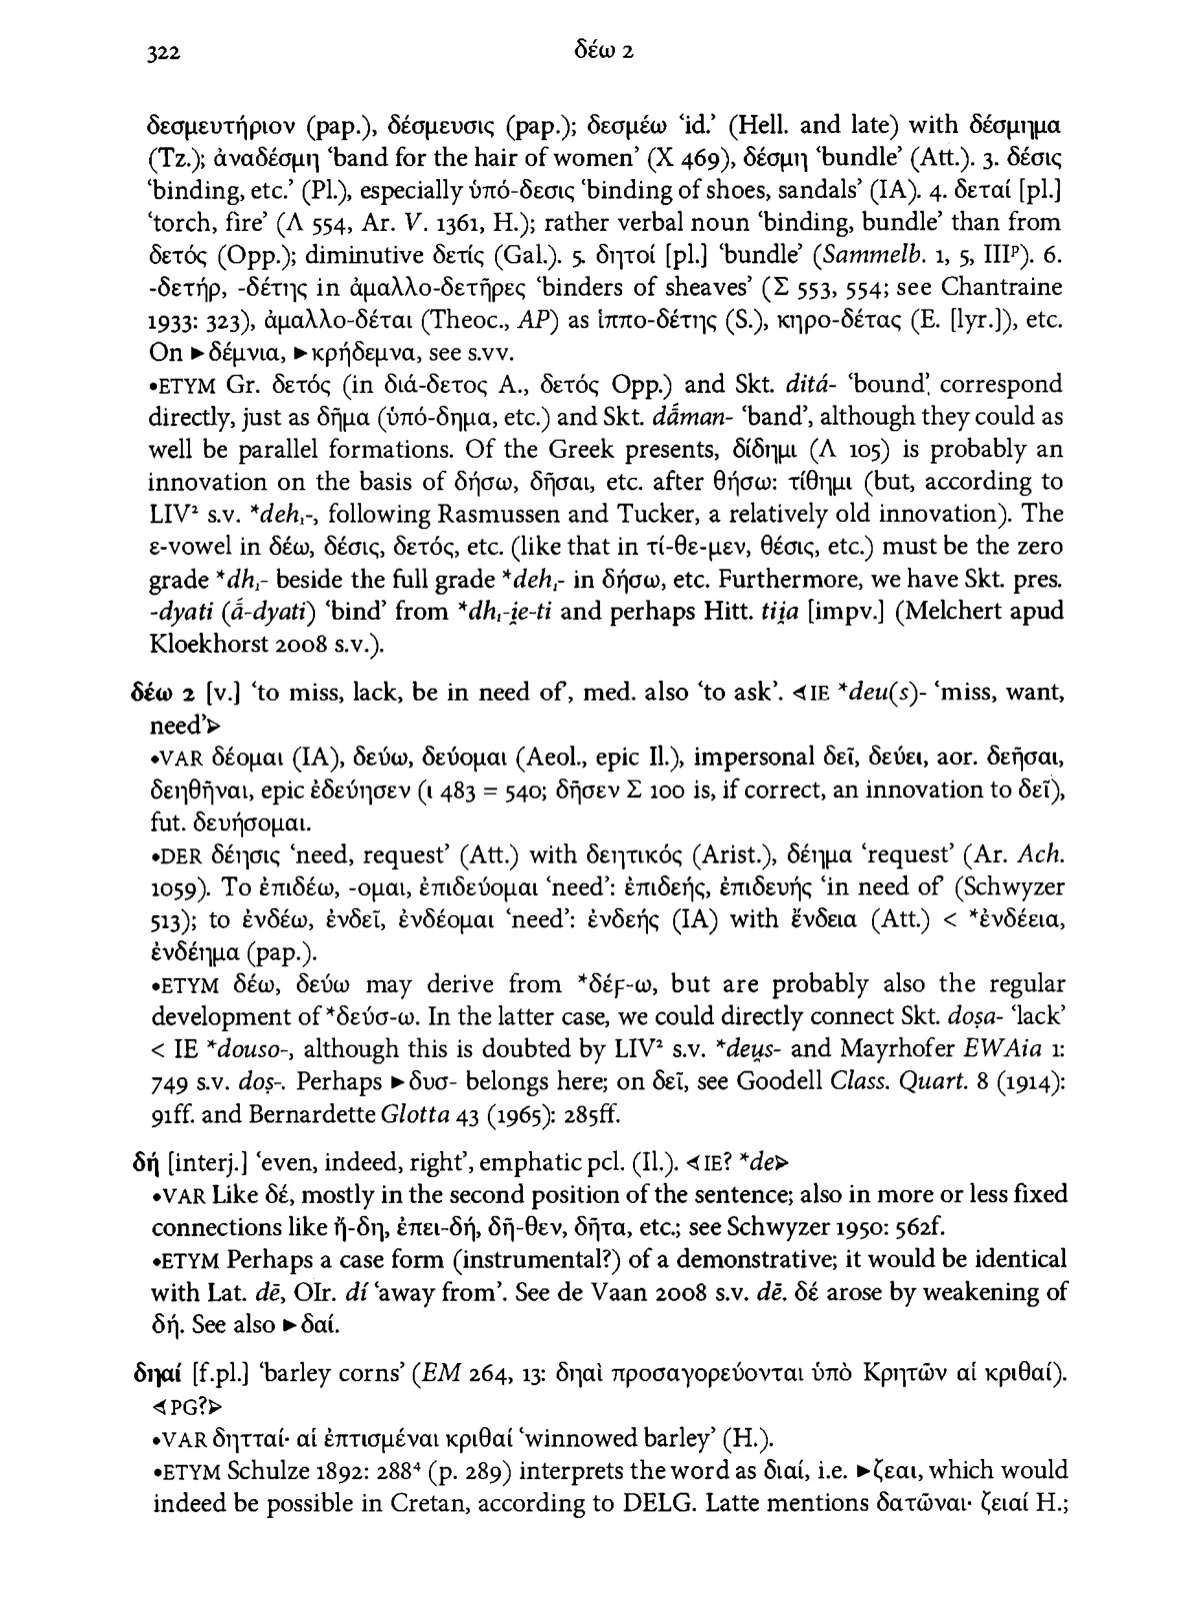 322
δέω 2
δεσμευτήριον (pap.), δέσμευσις (pap.); δεσμέω ‘id.’ (Hell. and late) with δέσμημα
(Tz.); ἀναδέσμη ‘band for the hair of women’ (X 469), δέσμη ‘bundle’ (Att.). 3. δέσις
‘binding, etc.’ (Pl.), especially ὑπό-δεσις ‘binding of shoes, sandals’ (IA). 4. δεταί [pl.]
‘torch, fire’ (Λ 554, Ar. V. 1361, H.); rather verbal noun ‘binding, bundle’ than from
δετός (Opp.); diminutive δετίς (Gal.). 5. δητοί [pl.] ‘bundle’ (Sammelb. 1, 5, IIIᵖ). 6.
-δετήρ, -δέτης in ἀμαλλο-δετῆρες ‘binders of sheaves’ (Σ 553, 554; see Chantraine
1933: 323), ἀμαλλο-δέται (Theoc., AP) as ἱππο-δέτης (S.), κηρο-δέτας (E. [lyr.]), etc.
On ►δέμνια, ►κρήδεμνα, see s.vv.
•ETYM Gr. δετός (in διά-δετος A., δετός Opp.) and Skt. ditá- ‘bound’, correspond
directly, just as δῆμα (ὑπό-δημα, etc.) and Skt. dā́man- ‘band’, although they could as
well be parallel formations. Of the Greek presents, δίδημι (Λ 105) is probably an
innovation on the basis of δήσω, δῆσαι, etc. after θήσω: τίθημι (but, according to
LIV² s.v. *deh₁-, following Rasmussen and Tucker, a relatively old innovation). The
ε-vowel in δέω, δέσις, δετός, etc. (like that in τί-θε-μεν, θέσις, etc.) must be the zero
grade *dh₁- beside the full grade *deh₁- in δήσω, etc. Furthermore, we have Skt. pres.
-dyati (ā́-dyati) ‘bind’ from *dh₁-i̯e-ti and perhaps Hitt. tii̯a [impv.] (Melchert apud
Kloekhorst 2008 s.v.).
δέω 2 [v.] ‘to miss, lack, be in need of’, med. also ‘to ask’. ⊲IE *deu(s)- ‘miss, want,
need’⊳
•VAR δέομαι (IA), δεύω, δεύομαι (Aeol., epic Il.), impersonal δεῖ, δεύει, aor. δεῆσαι,
δεηθῆναι, epic ἐδεύησεν (ι 483 = 540; δῆσεν Σ 100 is, if correct, an innovation to δεῖ),
fut. δευήσομαι.
•DER δέησις ‘need, request’ (Att.) with δεητικός (Arist.), δέημα ‘request’ (Ar. Ach.
1059). To ἐπιδέω, -ομαι, ἐπιδεύομαι ‘need’: ἐπιδεής, ἐπιδευής ‘in need of’ (Schwyzer
513); to ἐνδέω, ἐνδεῖ, ἐνδέομαι ‘need’: ἐνδεής (IA) with ἔνδεια (Att.) < *ἐνδέεια,
ἐνδέημα (pap.).
•ETYM δέω, δεύω may derive from *δέϝ-ω, but are probably also the regular
development of *δεύσ-ω. In the latter case, we could directly connect Skt. doṣa- ‘lack’
< IE *douso-, although this is doubted by LIV² s.v. *deu̯s- and Mayrhofer EWAia 1:
749 s.v. doṣ-. Perhaps ►δυσ- belongs here; on δεῖ, see Goodell Class. Quart. 8 (1914):
91ff. and Bernardette Glotta 43 (1965): 285ff.
δή [interj.] ‘even, indeed, right’, emphatic pcl. (Il.). ⊲IE? *de⊳
•VAR Like δέ, mostly in the second position of the sentence; also in more or less fixed
connections like ἤ-δη, ἐπει-δή, δῆ-θεν, δῆτα, etc.; see Schwyzer 1950: 562f.
•ETYM Perhaps a case form (instrumental?) of a demonstrative; it would be identical
with Lat. dē, OIr. dí ‘away from’. See de Vaan 2008 s.v. dē. δέ arose by weakening of
δή. See also ►δαί.
δηαί [f.pl.] ‘barley corns’ (EM 264, 13: δηαὶ προσαγορεύονται ὑπὸ Κρητῶν αἱ κριθαί).
⊲PG?⊳
•VAR δητταί· αἱ ἐπτισμέναι κριθαί ‘winnowed barley’ (H.).
•ETYM Schulze 1892: 288⁴ (p. 289) interprets the word as διαί, i.e. ►ζεαι, which would
indeed be possible in Cretan, according to DELG. Latte mentions δατῶναι· ζειαί H.;